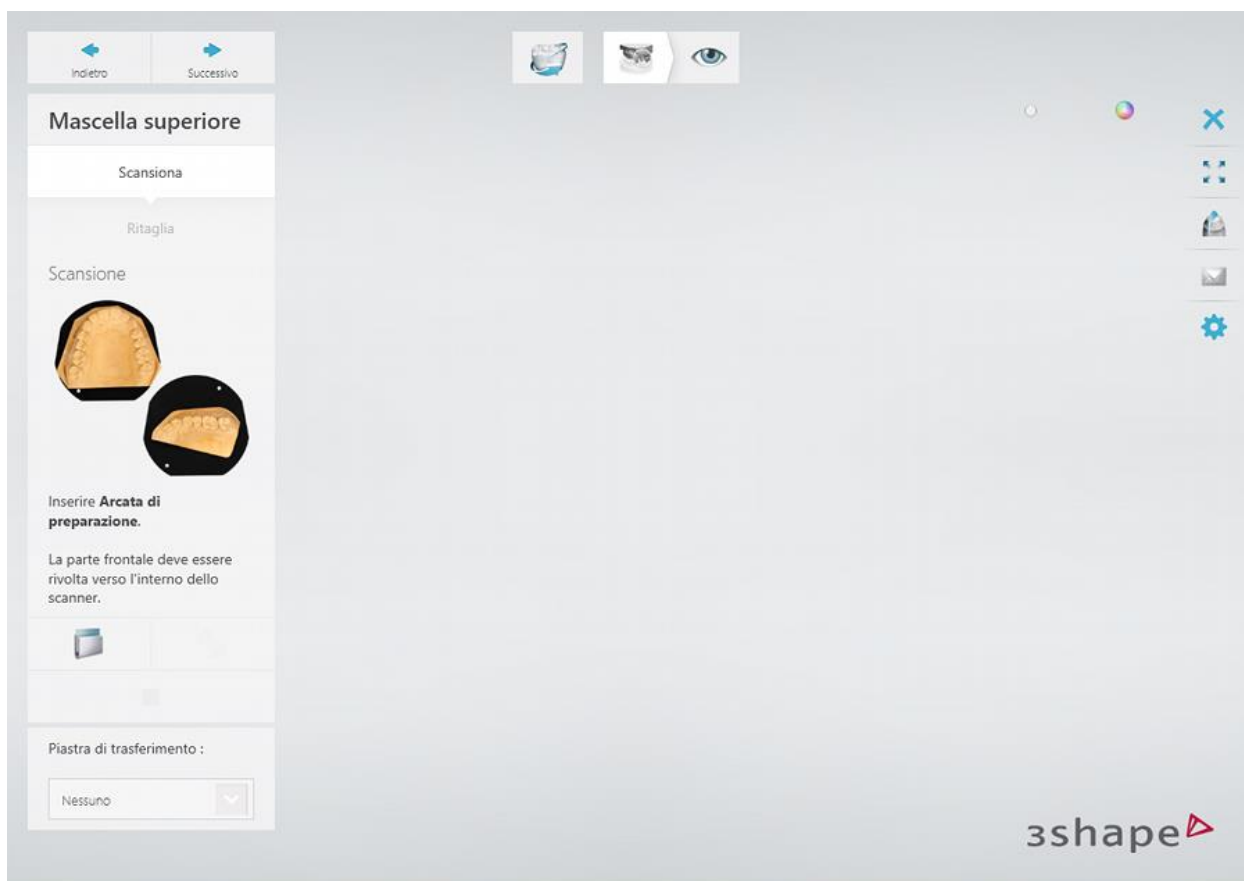 Indietro
Successivo
Mascella superiore
Scansiona
Ritaglia
Scansione
Inserire Arcata di
preparazione.
La parte frontale deve essere
rivolta verso l'interno dello
scanner.
Piastra di trasferimento :
Nessuno
3shape